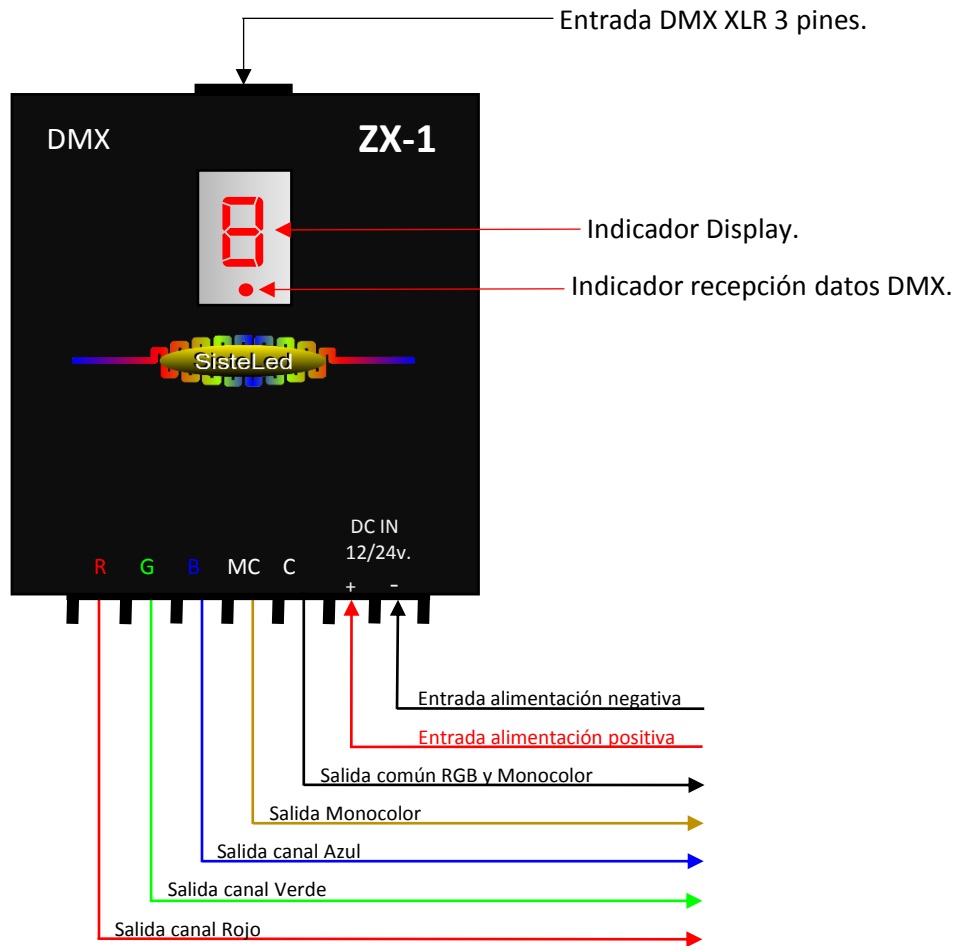 Entrada DMX XLR 3 pines.
DMX
ZX-1
8
Indicador Display.
Indicador recepción datos DMX.
SisteLed
DC IN
12/24v.
R G B MC C
+ -
Entrada alimentación negativa
Entrada alimentación positiva
Salida común RGB y Monocolor
Salida Monocolor
Salida canal Azul
Salida canal Verde
Salida canal Rojo